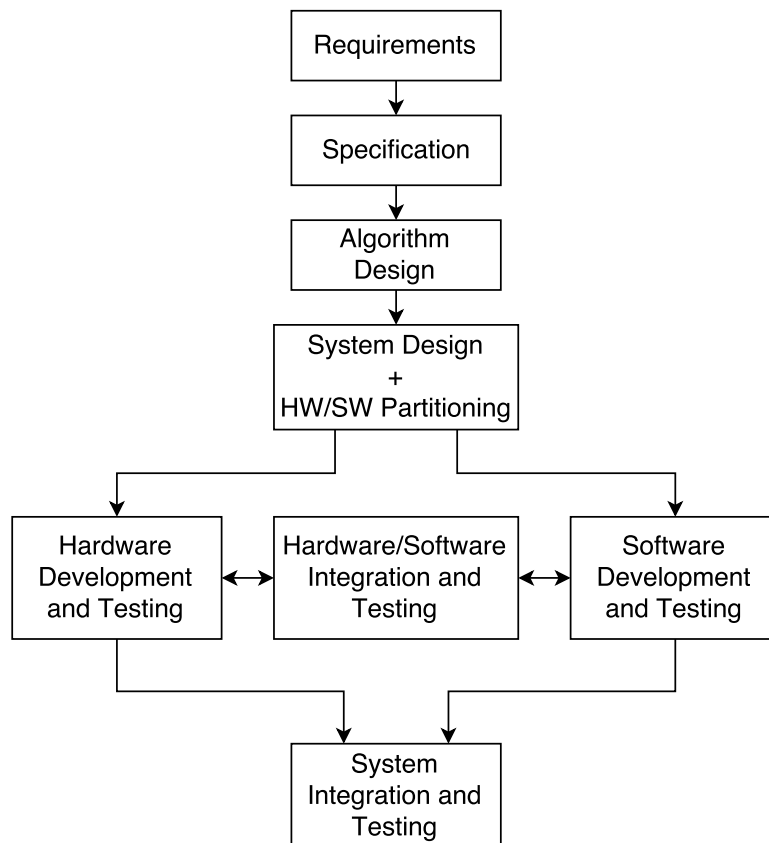 Requirements
Specification
Algorithm
Design
System Design
+
HW/SW Partitioning
Hardware
Development
and Testing
Hardware/Software
Integration and
Testing
Software
Development
and Testing
System
Integration and
Testing